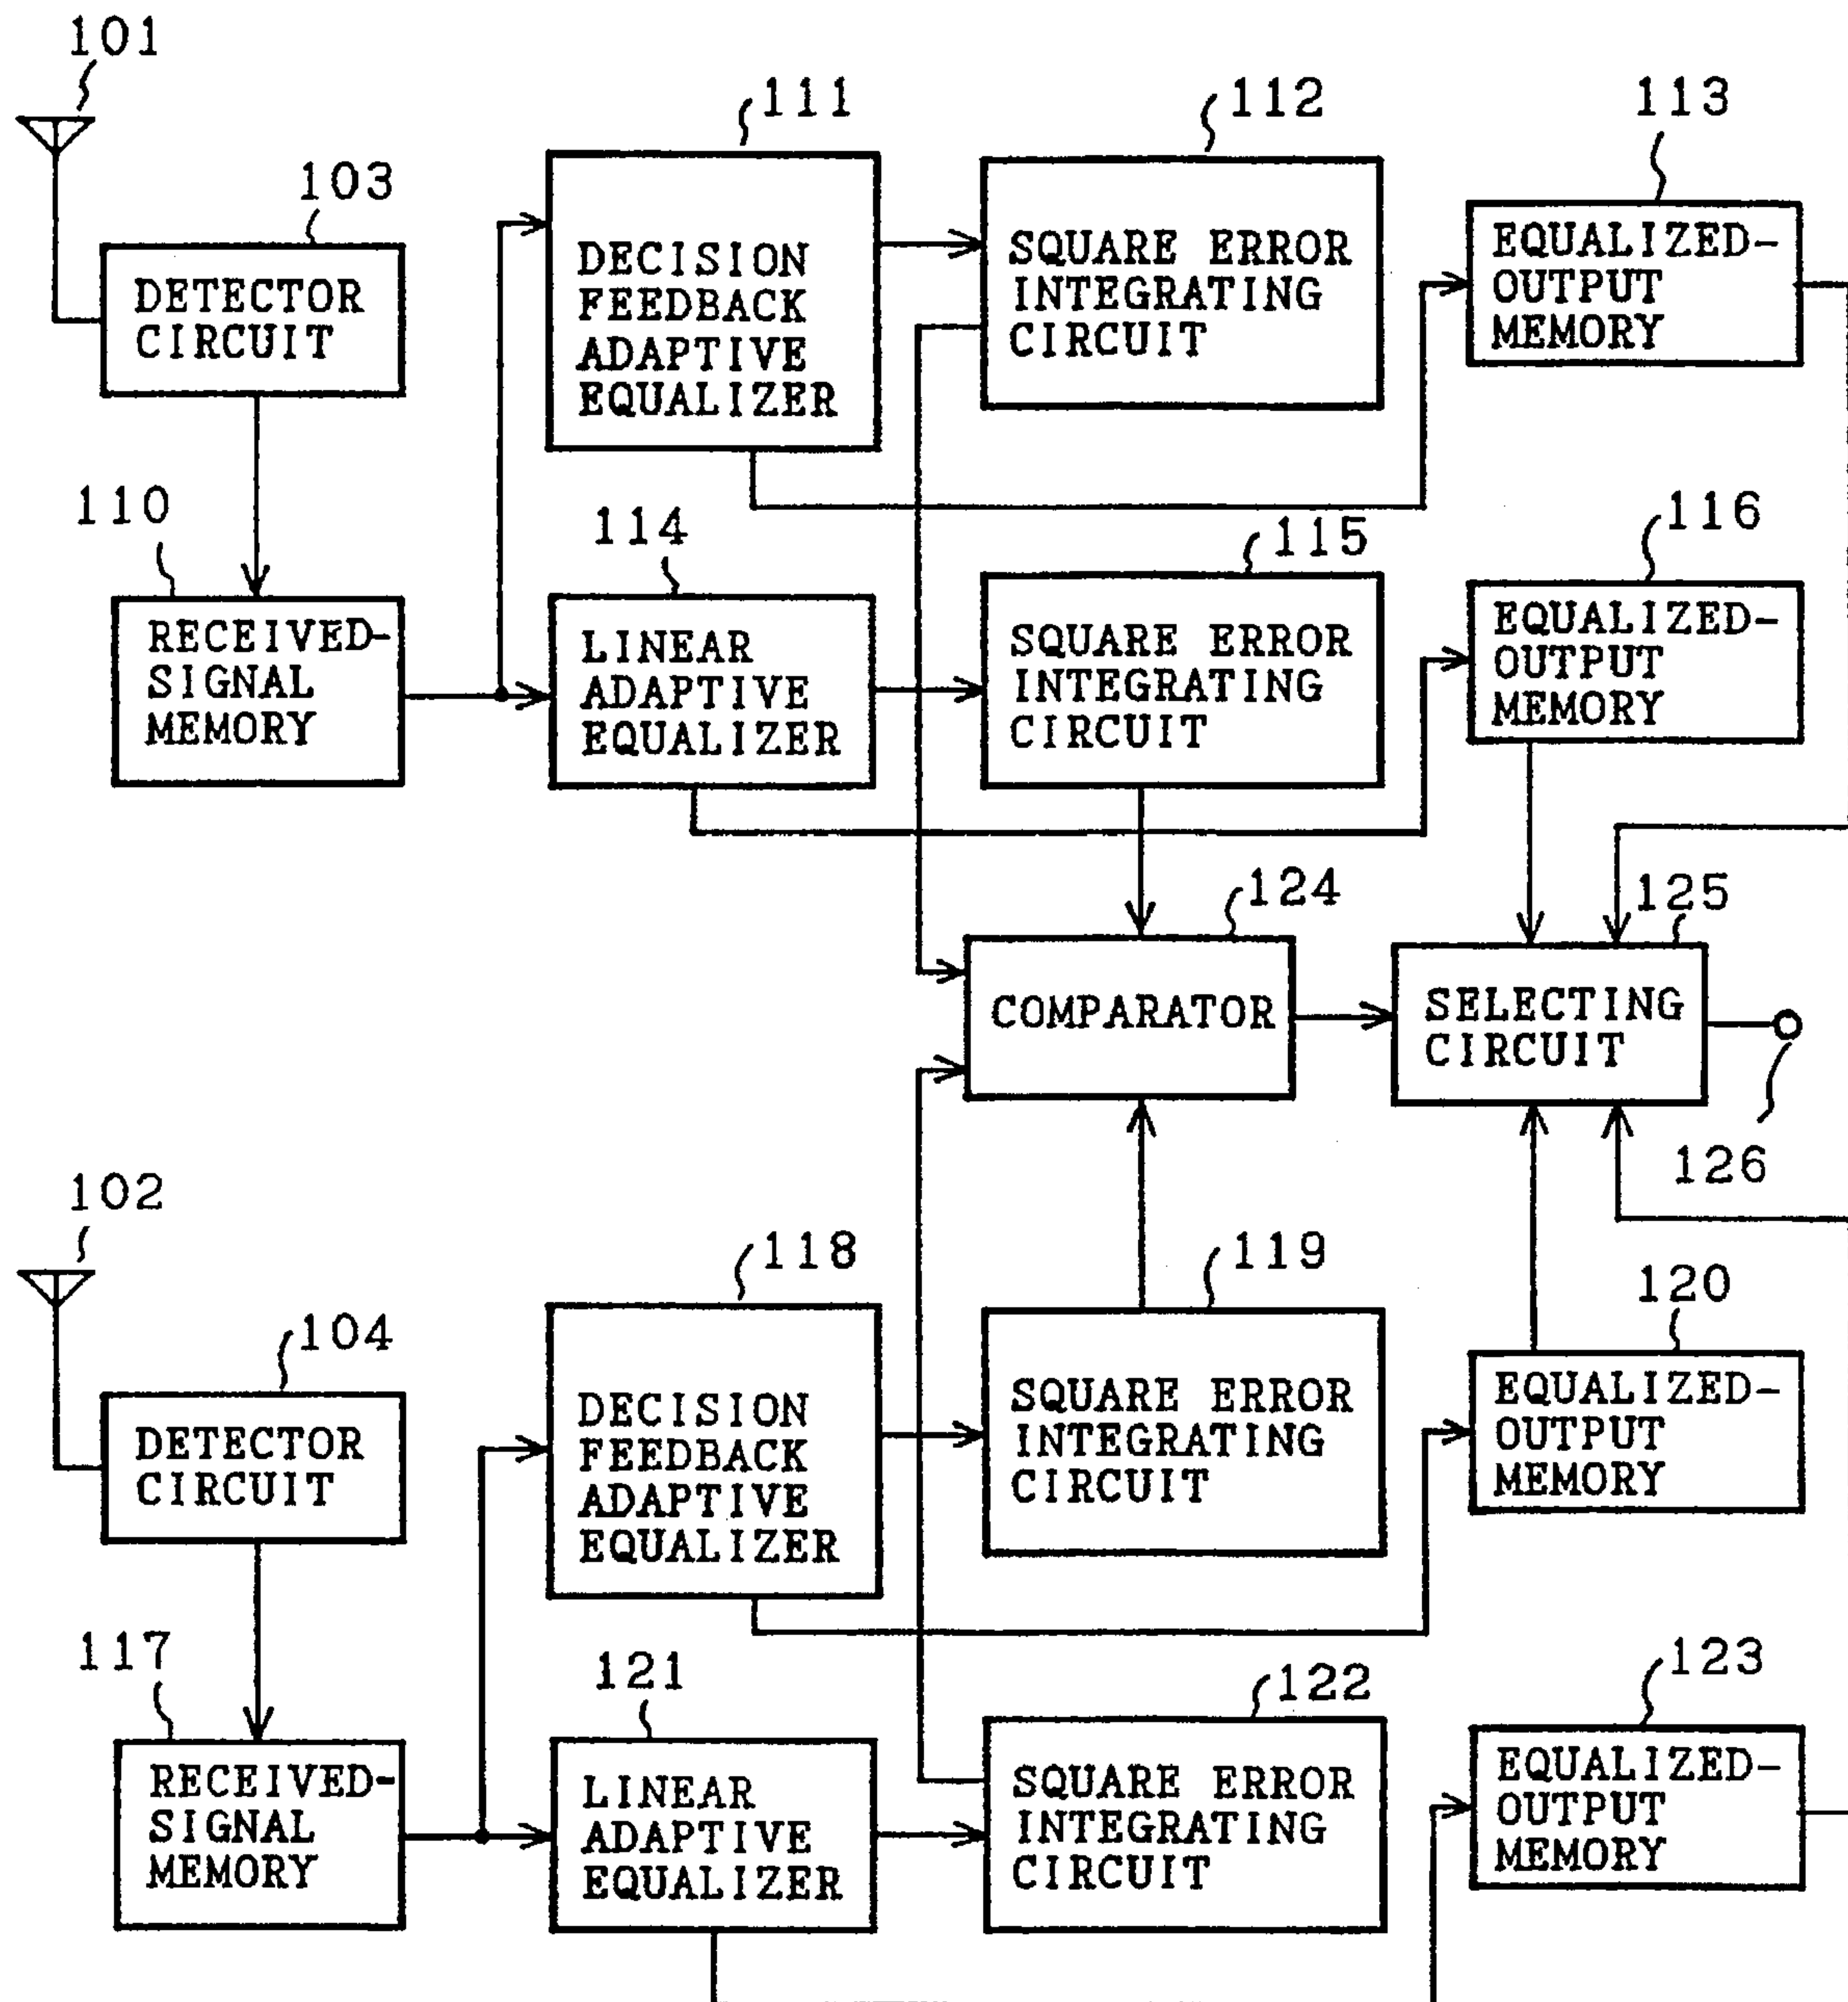 101
111
112
113
103
DETECTOR
CIRCUIT
DECISION
FEEDBACK
ADAPTIVE
EQUALIZER
SQUARE ERROR
INTEGRATING
CIRCUIT
EQUALIZED-
OUTPUT
MEMORY
110
114
115
116
RECEIVED-
SIGNAL
MEMORY
LINEAR
ADAPTIVE
EQUALIZER
SQUARE ERROR
INTEGRATING
CIRCUIT
EQUALIZED-
OUTPUT
MEMORY
124
125
COMPARATOR
SELECTING
CIRCUIT
126
102
118
119
120
104
DETECTOR
CIRCUIT
DECISION
FEEDBACK
ADAPTIVE
EQUALIZER
SQUARE ERROR
INTEGRATING
CIRCUIT
EQUALIZED-
OUTPUT
MEMORY
117
121
122
123
RECEIVED-
SIGNAL
MEMORY
LINEAR
ADAPTIVE
EQUALIZER
SQUARE ERROR
INTEGRATING
CIRCUIT
EQUALIZED-
OUTPUT
MEMORY